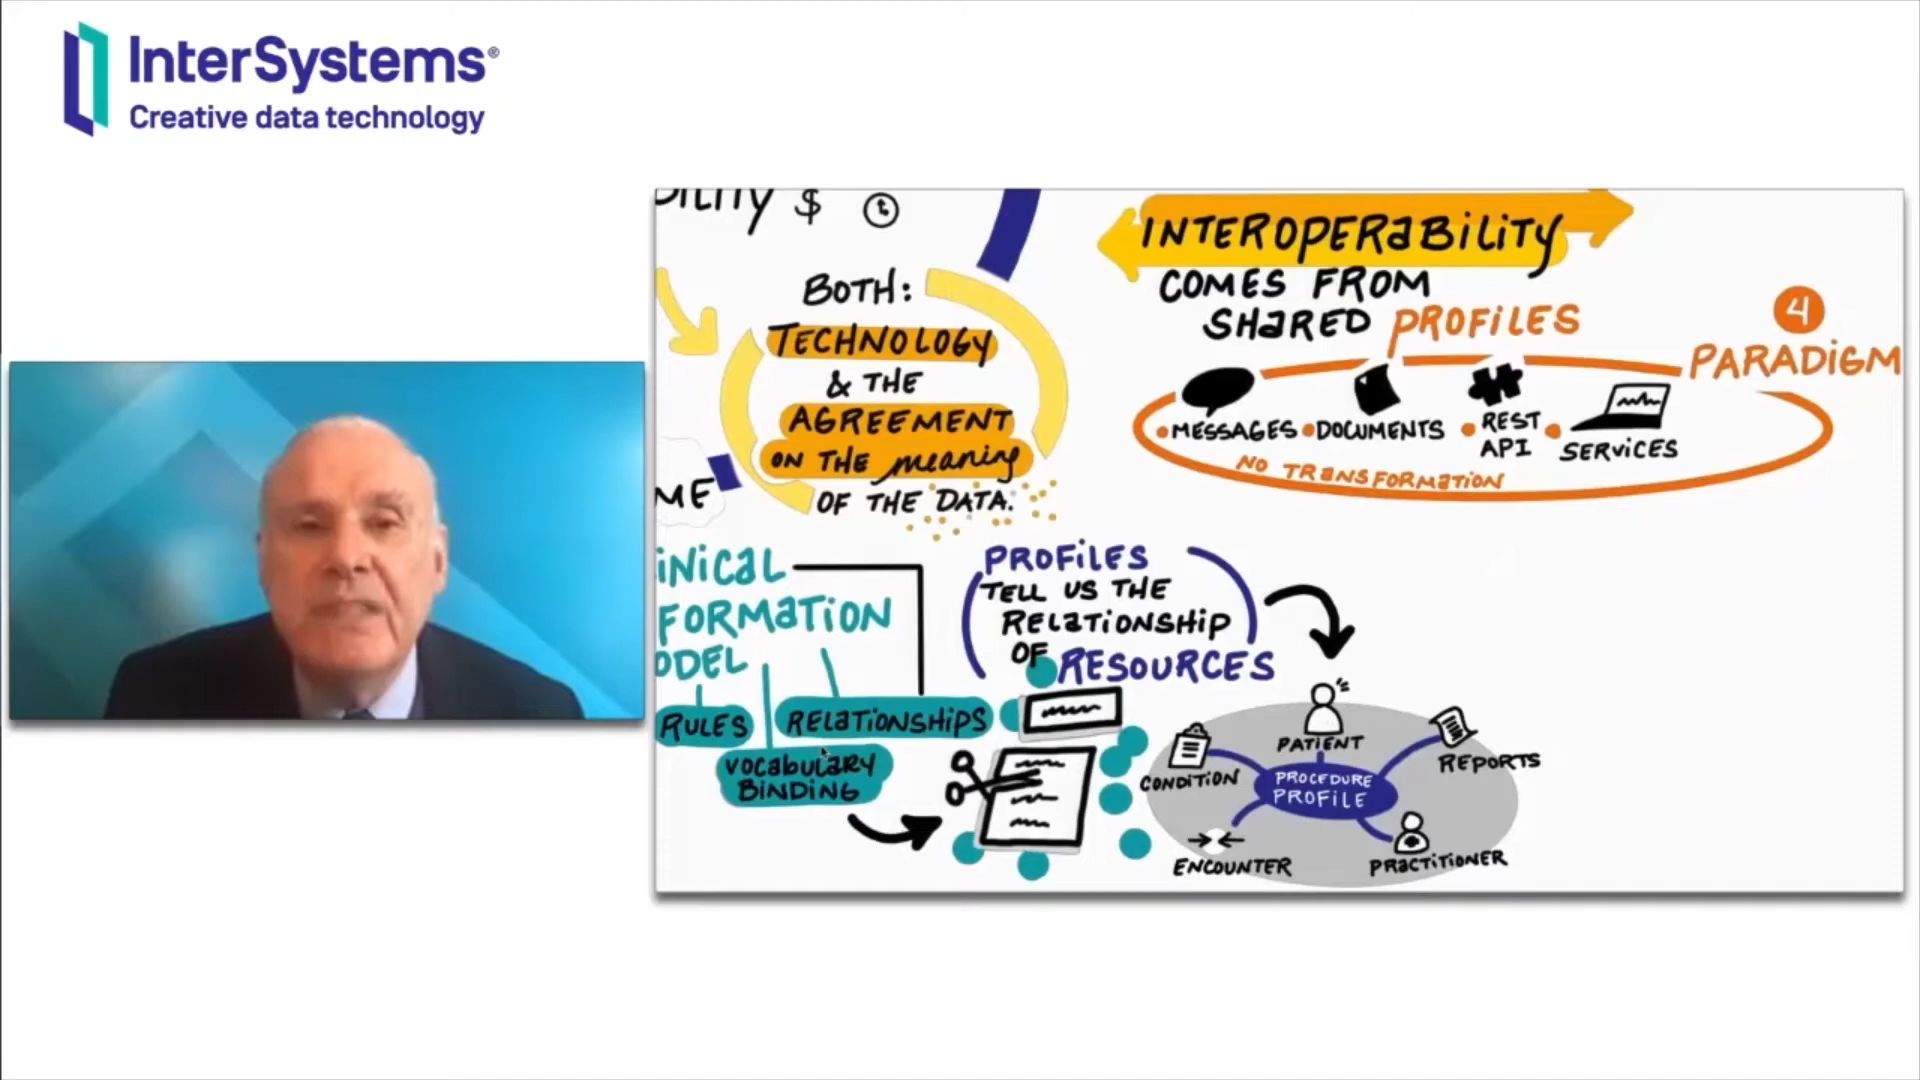 InterSystems®
Creative data technology
BILITY $
BOTH:
TECHNOLOGY
& THE
AGREEMENT
ON THE meaning
OF THE DATA.
ME
INTEROPERABILITY
COMES FROM
SHARED PROFILES
4
PARADIGM
MESSAGES • DOCUMENTS • REST API • SERVICES
NO TRANSFORMATION
INICAL
FORMATION
ODEL
RULES
RELATIONSHIPS
VOCABULARY
BINDING
PROFILES
TELL US THE
RELATIONSHIP
OF RESOURCES
PATIENT
CONDITION
REPORTS
PROCEDURE
PROFILE
ENCOUNTER
PRACTITIONER